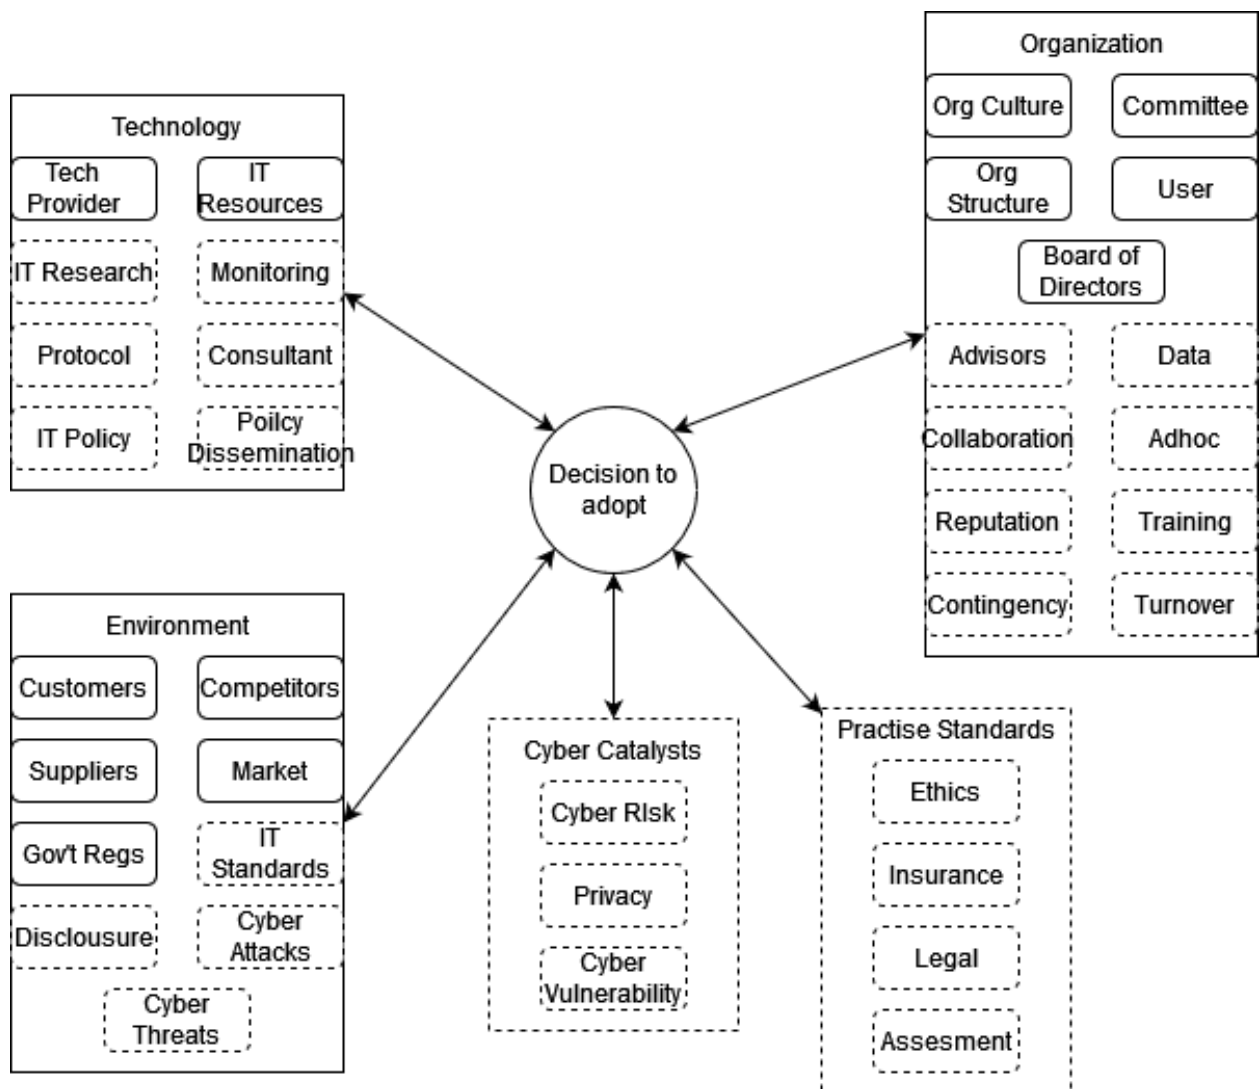 Organization
Org Culture
Committee
Org
Structure
User
Board of
Directors
Advisors
Data
Collaboration
Adhoc
Reputation
Training
Contingency
Turnover
Technology
Tech
Provider
IT
Resources
IT Research
Monitoring
Protocol
Consultant
IT Policy
Poilcy
Dissemination
Decision to
adopt
Environment
Customers
Competitors
Suppliers
Market
Gov't Regs
IT
Standards
Disclousure
Cyber
Attacks
Cyber
Threats
Cyber Catalysts
Cyber RIsk
Privacy
Cyber
Vulnerability
Practise Standards
Ethics
Insurance
Legal
Assesment